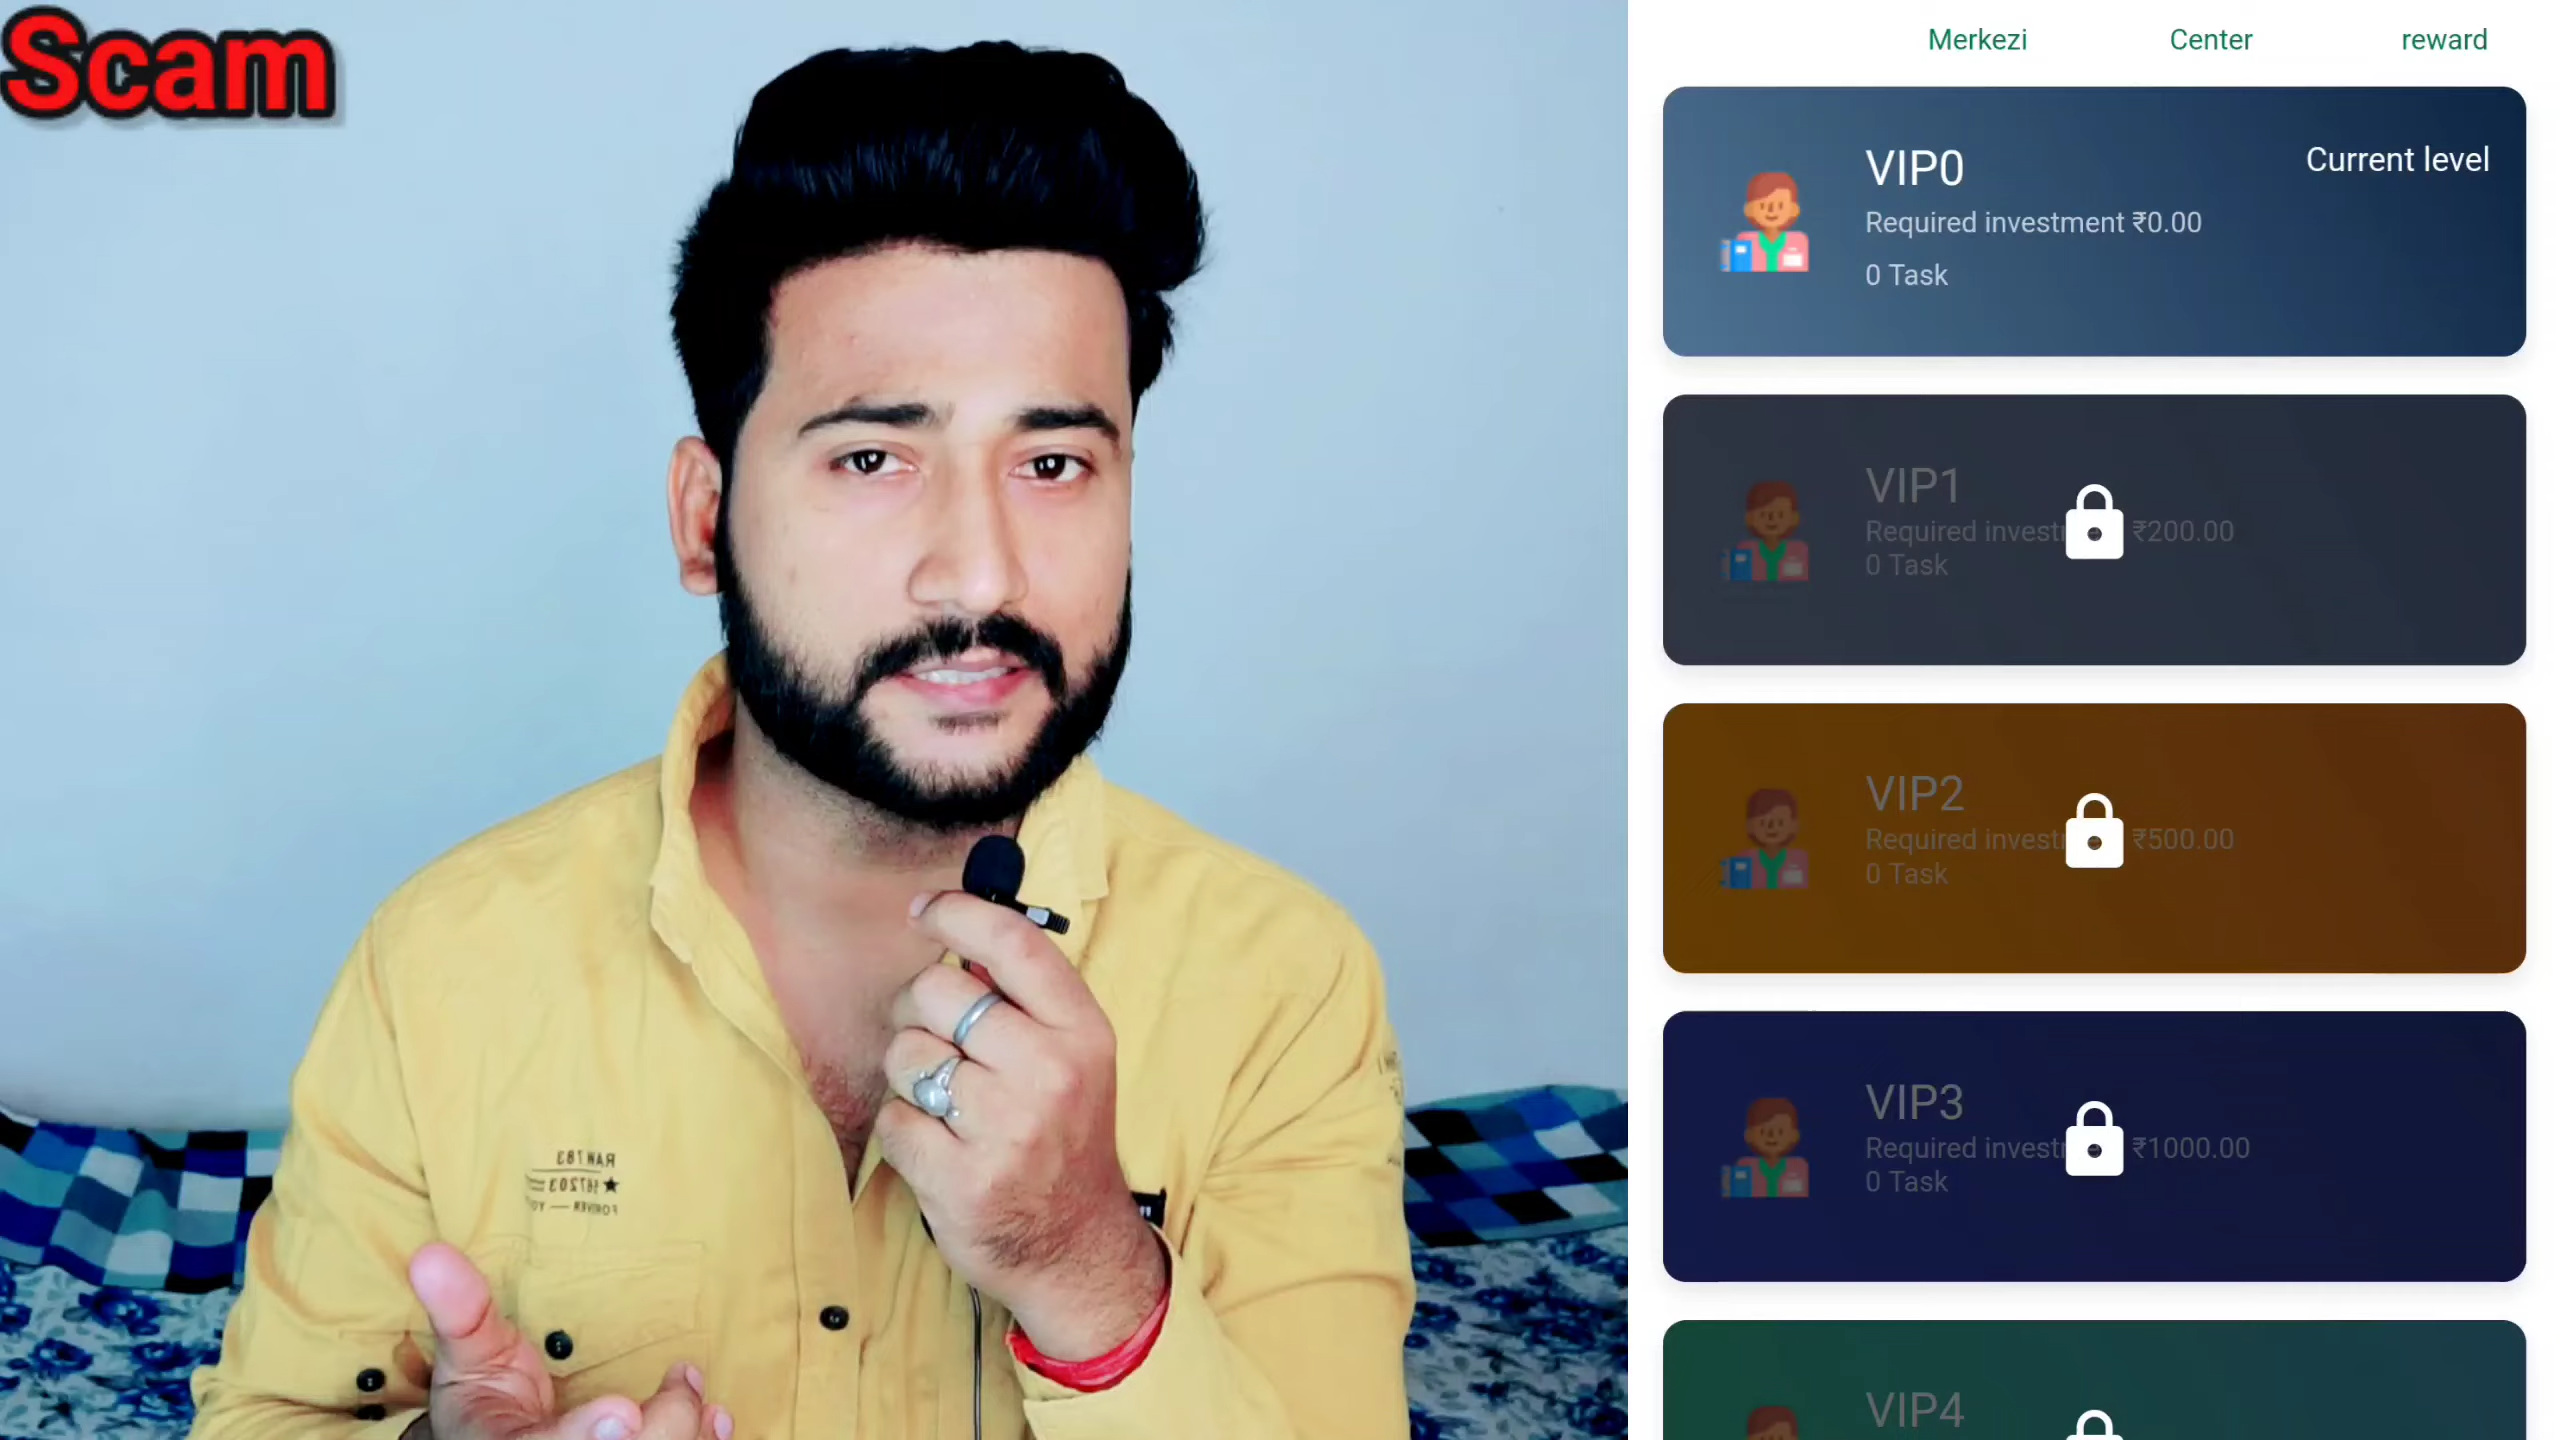 Scam
Merkezi Center reward
VIP0
Current level
Required investment ₹0.00
0 Task
VIP1
Required invest ₹200.00
0 Task
VIP2
Required invest ₹500.00
0 Task
VIP3
Required invest ₹1000.00
0 Task
VIP4
RAW783